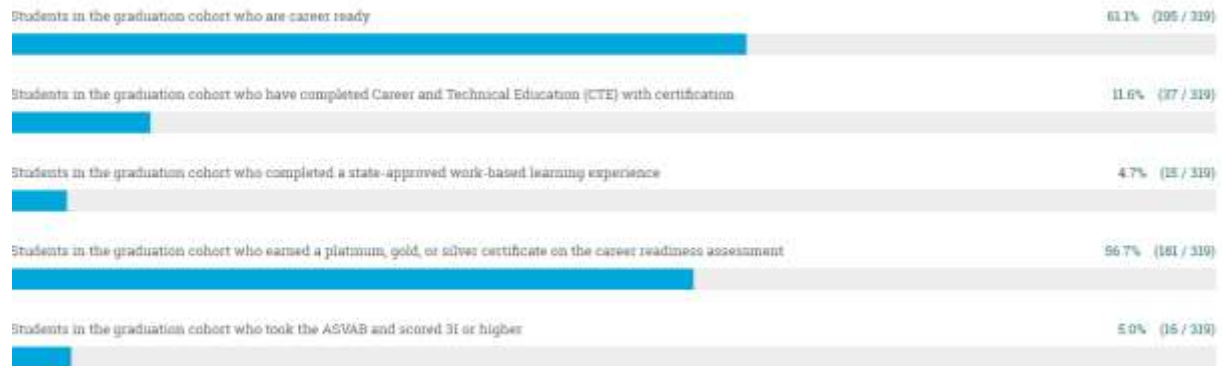 Students in the graduation cohort who are career ready 61.1% (195 / 319)
Students in the graduation cohort who have completed Career and Technical Education (CTE) with certification 11.6% (37 / 319)
Students in the graduation cohort who completed a state-approved work-based learning experience 4.7% (15 / 319)
Students in the graduation cohort who earned a platinum, gold, or silver certificate on the career readiness assessment 56.7% (181 / 319)
Students in the graduation cohort who took the ASVAB and scored 31 or higher 5.0% (16 / 319)